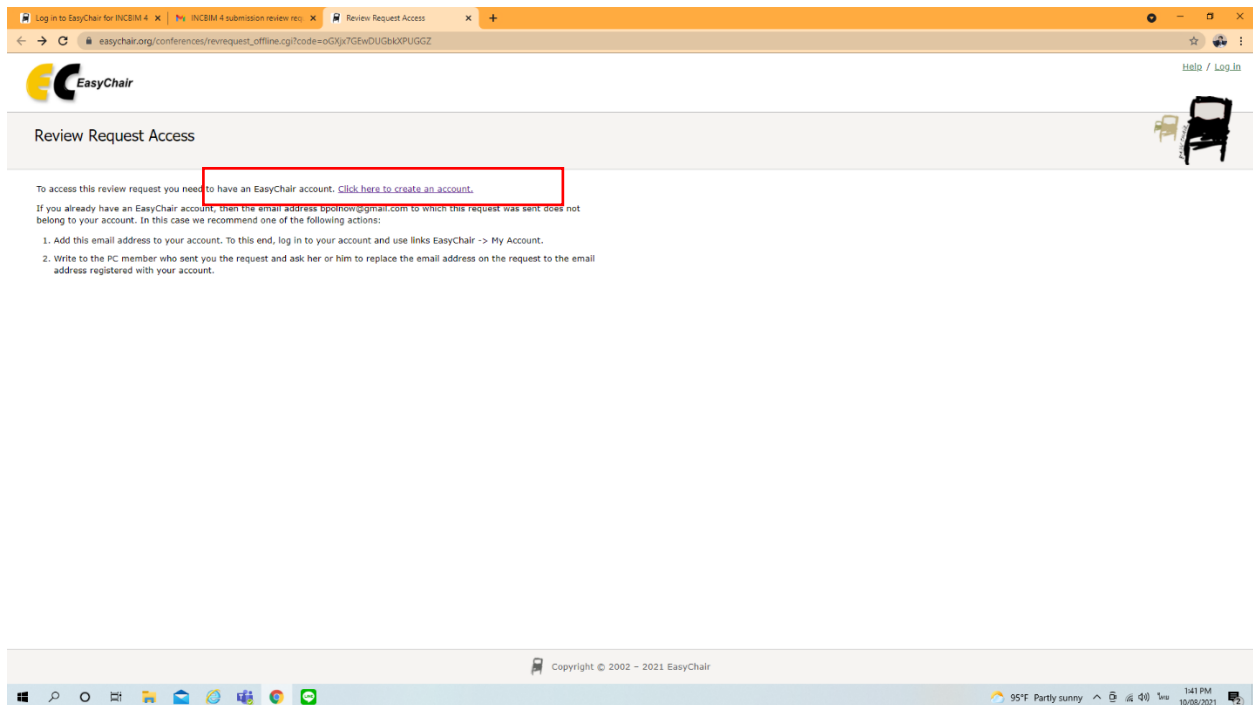 Log in to EasyChair for INCBIM 4
INCBIM 4 submission review req
Review Request Access
easychair.org/conferences/revrequest_offline.cgi?code=oGXjx7GEwDUGbkXPUGGZ
EasyChair
Help / Log in
Review Request Access
To access this review request you need to have an EasyChair account. Click here to create an account.
If you already have an EasyChair account, then the email address bpolnow@gmail.com to which this request was sent does not
belong to your account. In this case we recommend one of the following actions:
1. Add this email address to your account. To this end, log in to your account and use links EasyChair -> My Account.
2. Write to the PC member who sent you the request and ask her or him to replace the email address on the request to the email
address registered with your account.
Copyright © 2002 – 2021 EasyChair
95°F Partly sunny
ไทย
1:41 PM
10/08/2021